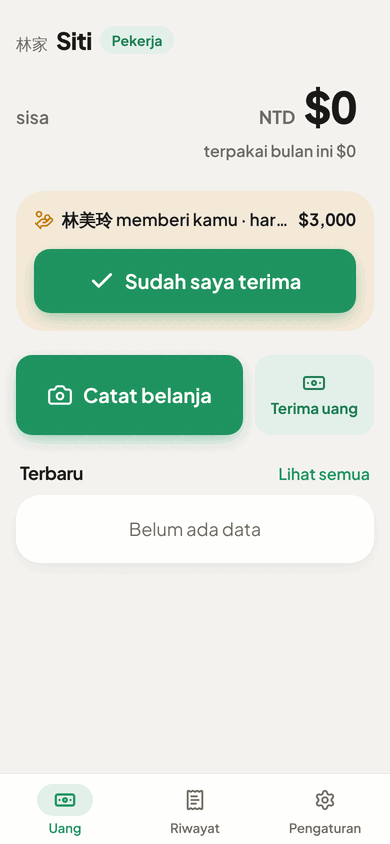 林家 Siti Pekerja
sisa NTD $0
terpakai bulan ini $0
林美玲 memberi kamu · har... $3,000
Sudah saya terima
Catat belanja
Terima uang
Terbaru Lihat semua
Belum ada data
Uang Riwayat Pengaturan